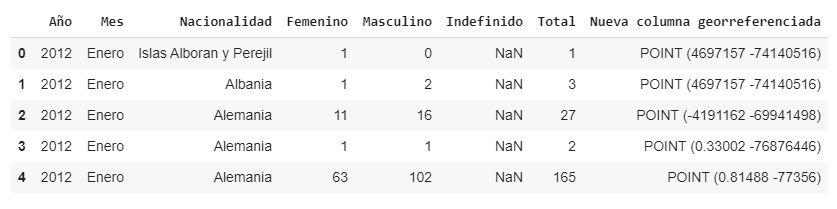 Año Mes Nacionalidad Femenino Masculino Indefinido Total Nueva columna georreferenciada
0 2012 Enero Islas Alboran y Perejil 1 0 NaN 1 POINT (4697157 -74140516)
1 2012 Enero Albania 1 2 NaN 3 POINT (4697157 -74140516)
2 2012 Enero Alemania 11 16 NaN 27 POINT (-4191162 -69941498)
3 2012 Enero Alemania 1 1 NaN 2 POINT (0.33002 -76876446)
4 2012 Enero Alemania 63 102 NaN 165 POINT (0.81488 -77356)